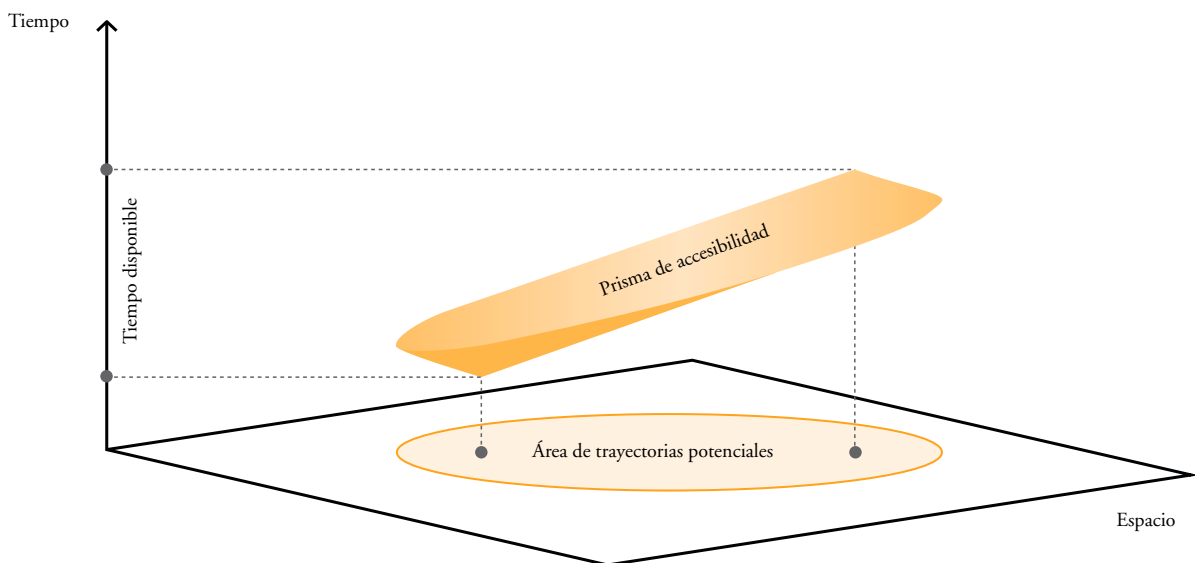 Tiempo
Tiempo disponible
Prisma de accesibilidad
Área de trayectorias potenciales
Espacio